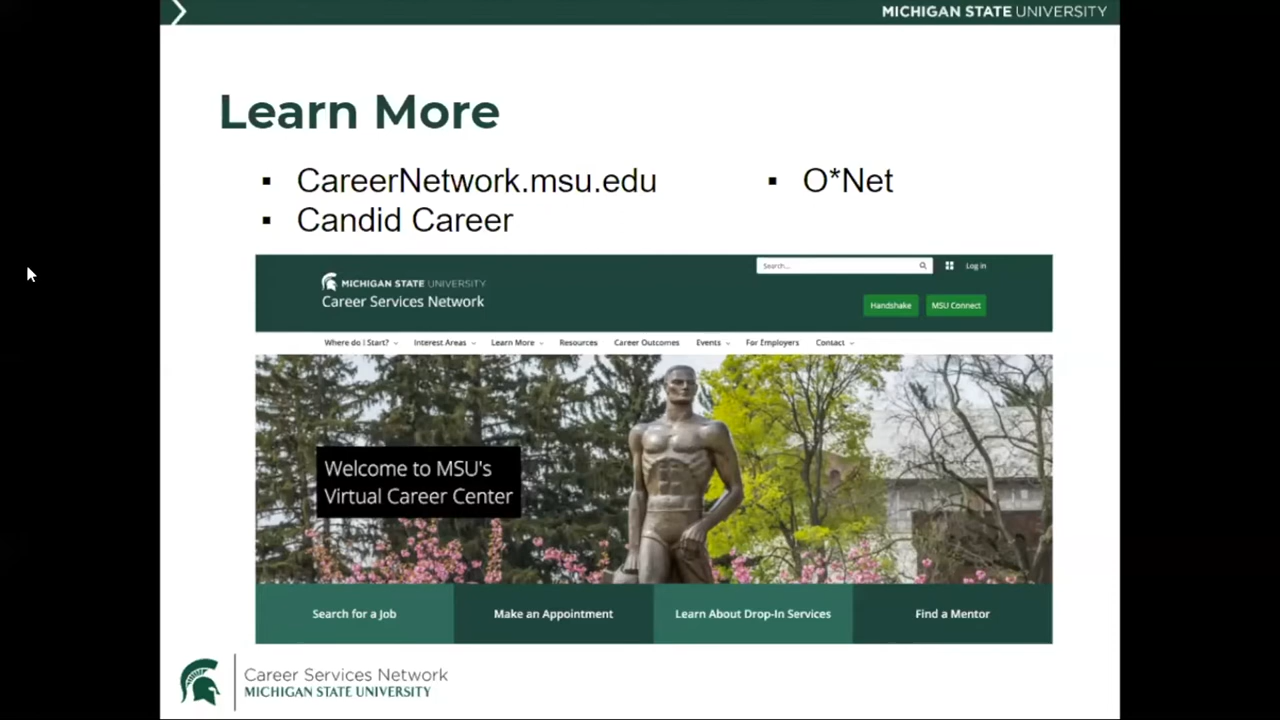 MICHIGAN STATE UNIVERSITY
Learn More
▪ CareerNetwork.msu.edu
▪ Candid Career
▪ O*Net
Search...
Log in
MICHIGAN STATE UNIVERSITY
Career Services Network
Handshake
MSU Connect
Where do I Start? Interest Areas Learn More Resources Career Outcomes Events For Employers Contact
Welcome to MSU's
Virtual Career Center
Search for a Job
Make an Appointment
Learn About Drop-In Services
Find a Mentor
Career Services Network
MICHIGAN STATE UNIVERSITY